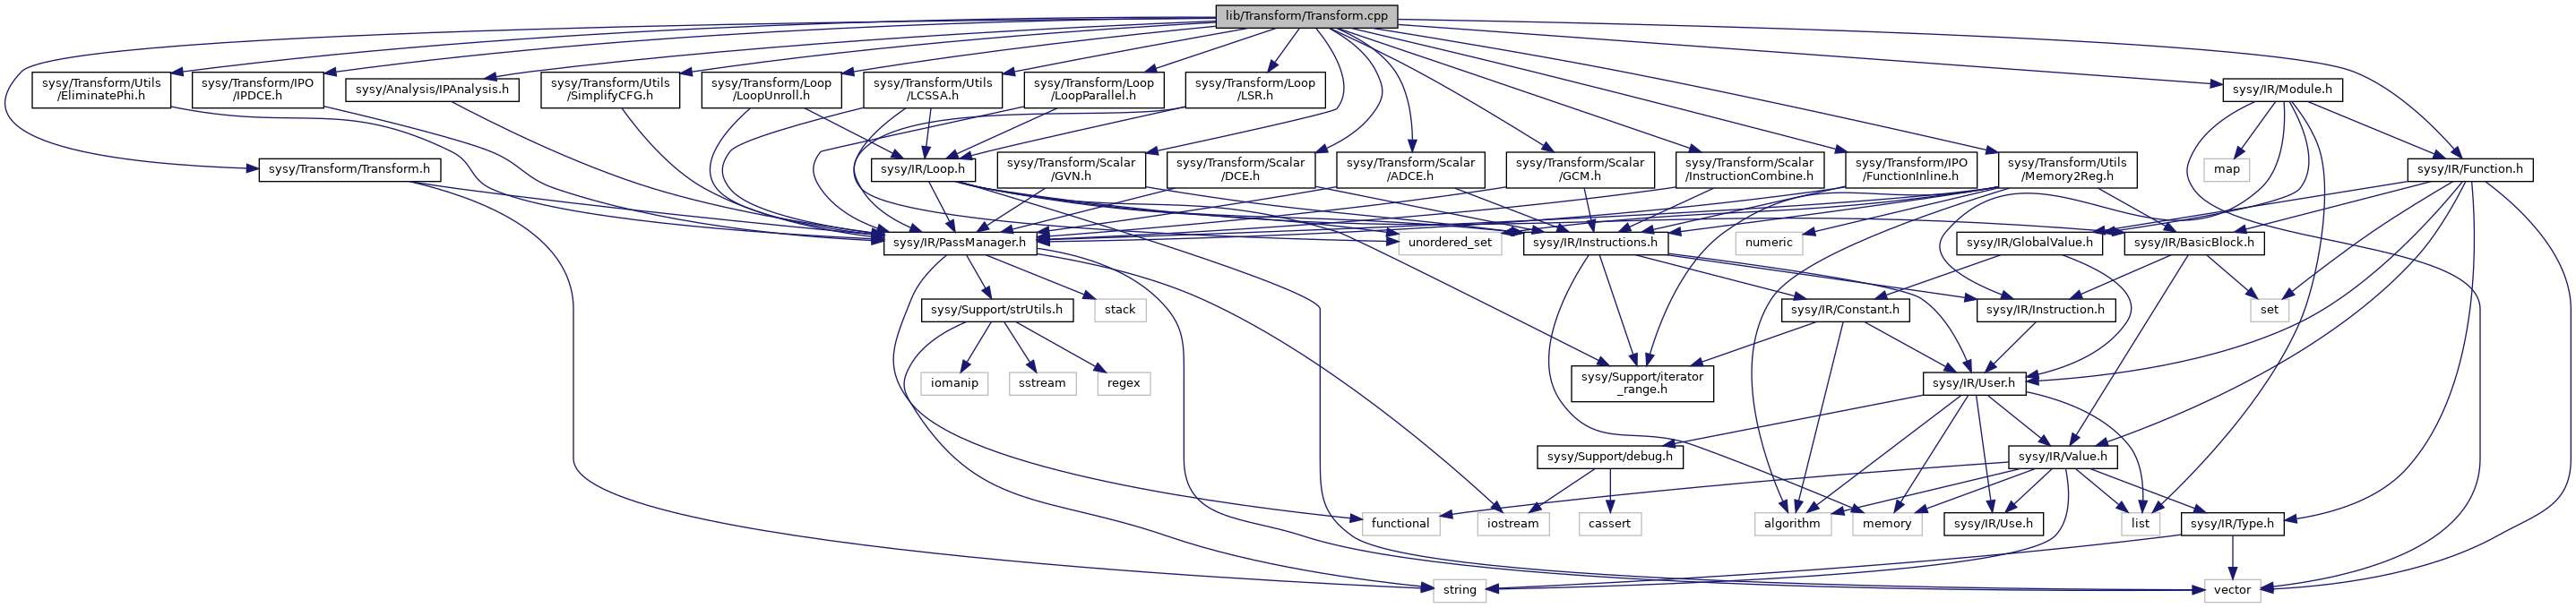 lib/Transform/Transform.cpp
sysy/Transform/Utils
/EliminatePhi.h
sysy/Transform/IPO
/IPDCE.h
sysy/Analysis/IPAnalysis.h
sysy/Transform/Utils
/SimplifyCFG.h
sysy/Transform/Loop
/LoopUnroll.h
sysy/Transform/Utils
/LCSSA.h
sysy/Transform/Loop
/LoopParallel.h
sysy/Transform/Loop
/LSR.h
sysy/IR/Module.h
sysy/Transform/Transform.h
sysy/IR/Loop.h
sysy/Transform/Scalar
/GVN.h
sysy/Transform/Scalar
/DCE.h
sysy/Transform/Scalar
/ADCE.h
sysy/Transform/Scalar
/GCM.h
sysy/Transform/Scalar
/InstructionCombine.h
sysy/Transform/IPO
/FunctionInline.h
sysy/Transform/Utils
/Memory2Reg.h
map
sysy/IR/Function.h
sysy/IR/PassManager.h
unordered_set
sysy/IR/Instructions.h
numeric
sysy/IR/GlobalValue.h
sysy/IR/BasicBlock.h
sysy/Support/strUtils.h
stack
sysy/IR/Constant.h
sysy/IR/Instruction.h
set
iomanip
sstream
regex
sysy/Support/iterator
_range.h
sysy/IR/User.h
sysy/Support/debug.h
sysy/IR/Value.h
functional
iostream
cassert
algorithm
memory
sysy/IR/Use.h
list
sysy/IR/Type.h
string
vector